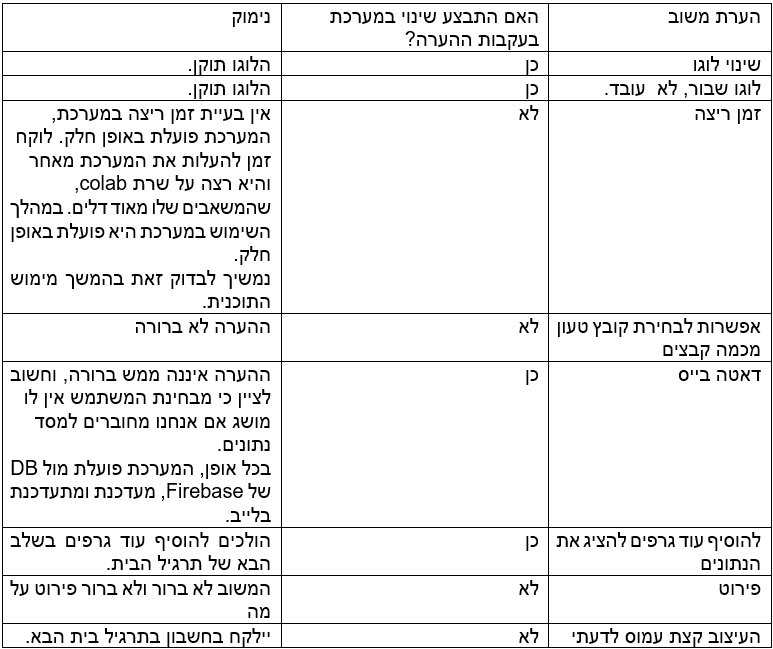 הערת משוב
האם התבצע שינוי במערכת
בעקבות ההערה?
נימוק
שינוי לוגו
כן
הלוגו תוקן.
לוגו שבור, לא עובד.
כן
הלוגו תוקן.
זמן ריצה
לא
אין בעיית זמן ריצה במערכת,
המערכת פועלת באופן חלק. לוקח
זמן להעלות את המערכת מאחר
והיא רצה על שרת colab,
שהמשאבים שלו מאוד דלים. במהלך
השימוש במערכת היא פועלת באופן
חלק.
נמשיך לבדוק זאת בהמשך מימוש
התוכנית.
אפשרות לבחירת קובץ טעון
מכמה קבצים
לא
ההערה לא ברורה
דאטה בייס
כן
ההערה איננה ממש ברורה, וחשוב
לציין כי מבחינת המשתמש אין לו
מושג אם אנחנו מחוברים למסד
נתונים.
בכל אופן, המערכת פועלת מול DB
של Firebase, מעדכנת ומתעדכנת
בלייב.
להוסיף עוד גרפים להציג את
הנתונים
כן
הולכים להוסיף עוד גרפים בשלב
הבא של תרגיל הבית.
פירוט
לא
המשוב לא ברור ולא ברור פירוט על
מה
העיצוב קצת עמוס לדעתי
לא
יילקח בחשבון בתרגיל בית הבא.